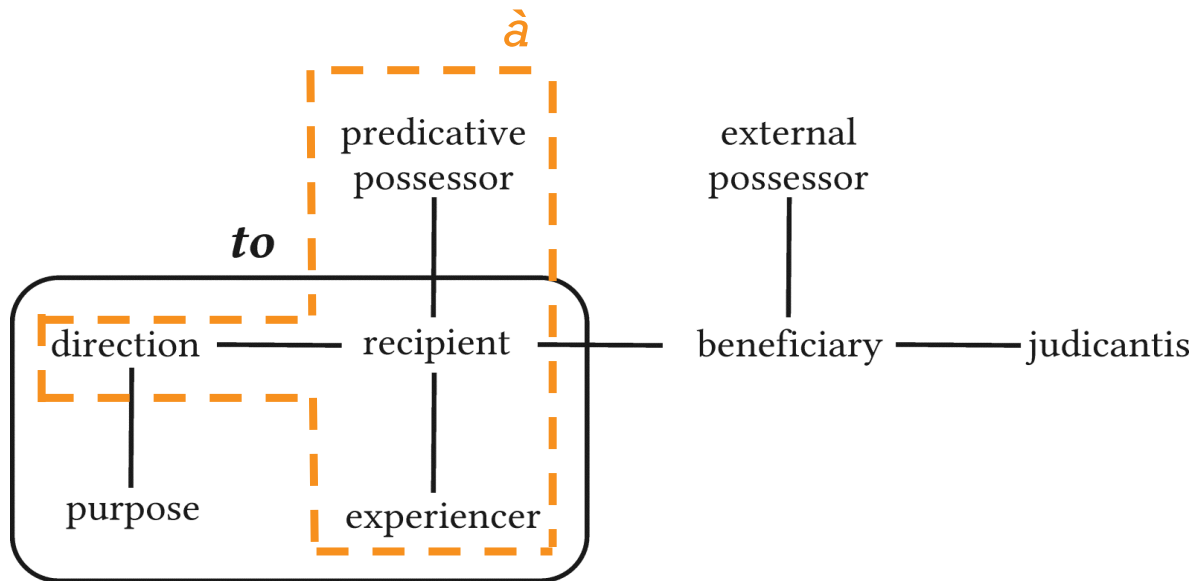 à
predicative
possessor
external
possessor
to
direction
recipient
beneficiary
judicantis
purpose
experiencer